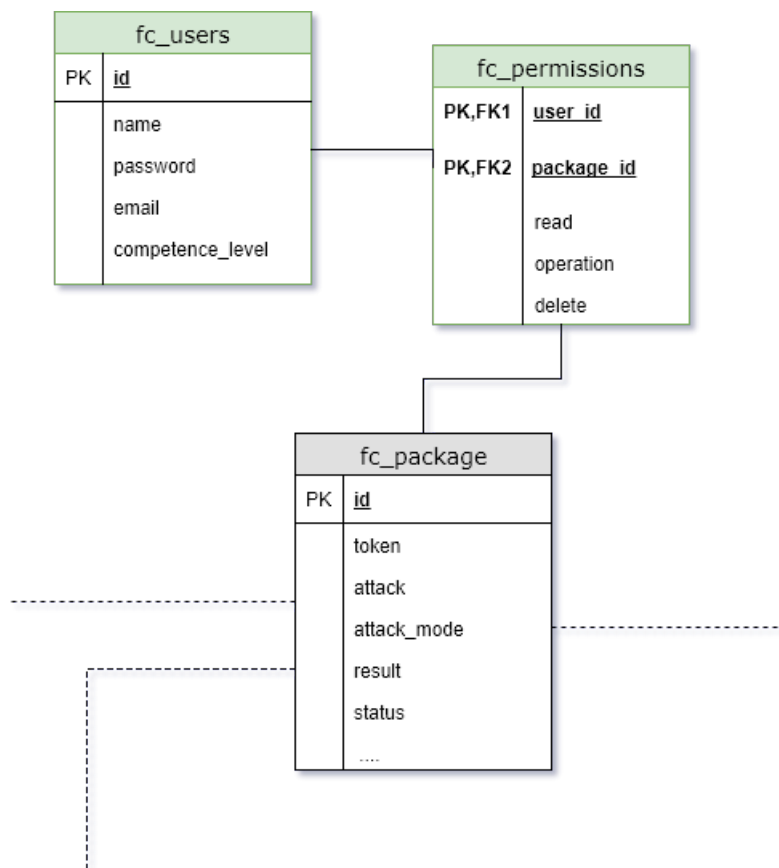 fc_users
PK id
name
password
email
competence_level
fc_permissions
PK,FK1 user_id
PK,FK2 package_id
read
operation
delete
fc_package
PK id
token
attack
attack_mode
result
status
....